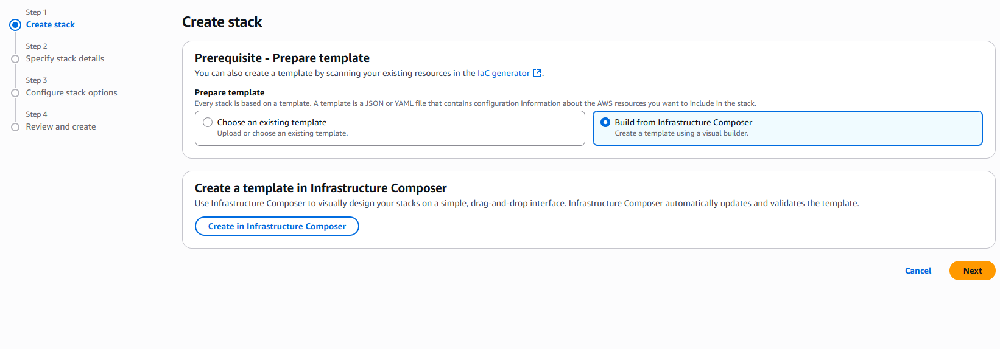 Step 1
Create stack
Step 2
Specify stack details
Step 3
Configure stack options
Step 4
Review and create
Create stack
Prerequisite - Prepare template
You can also create a template by scanning your existing resources in the IaC generator.
Prepare template
Every stack is based on a template. A template is a JSON or YAML file that contains configuration information about the AWS resources you want to include in the stack.
Choose an existing template
Upload or choose an existing template.
Build from Infrastructure Composer
Create a template using a visual builder.
Create a template in Infrastructure Composer
Use Infrastructure Composer to visually design your stacks on a simple, drag-and-drop interface. Infrastructure Composer automatically updates and validates the template.
Create in Infrastructure Composer
Cancel
Next